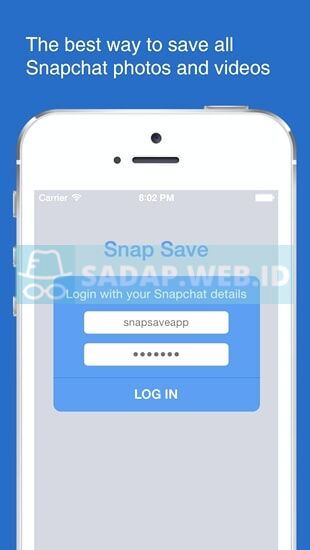 The best way to save all
Snapchat photos and videos
Carrier 8:02 PM
Snap Save
SADAP.WEB.ID
Login with your Snapchat details
snapsaveapp
•••••••
LOG IN